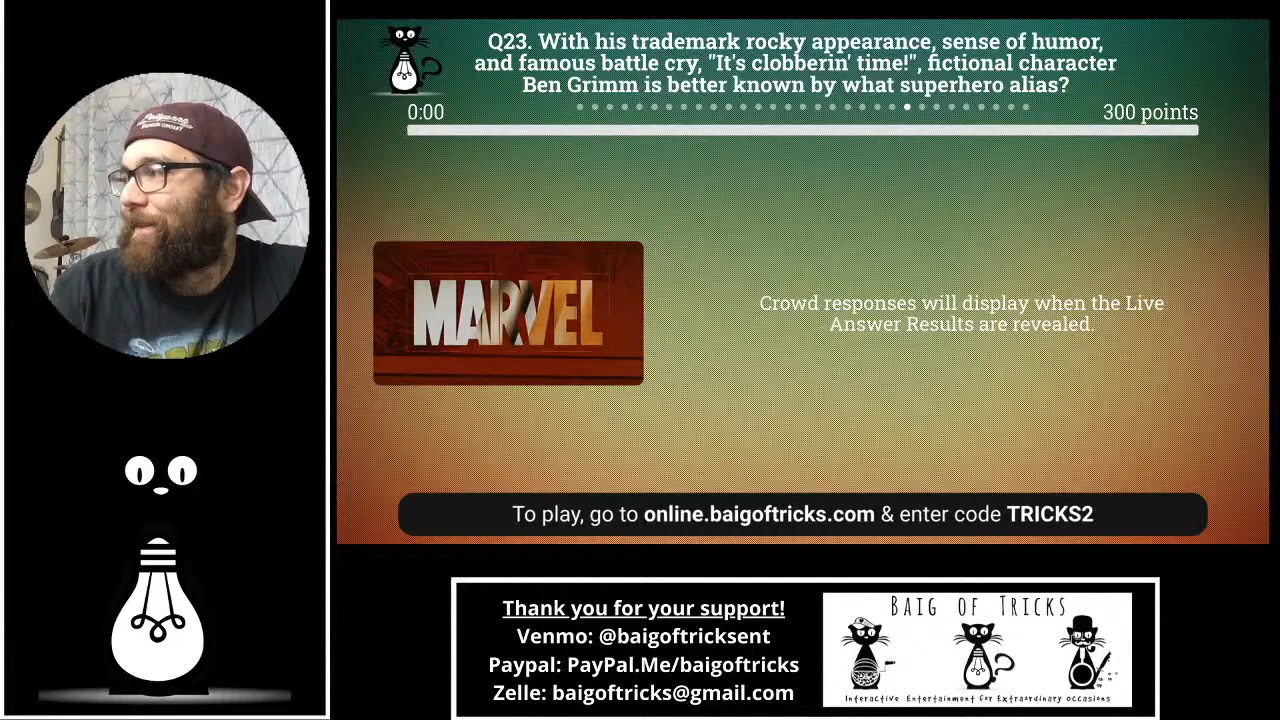 Q23. With his trademark rocky appearance, sense of humor,
and famous battle cry, "It's clobberin' time!", fictional character
Ben Grimm is better known by what superhero alias?
0:00
300 points
MARVEL
Crowd responses will display when the Live
Answer Results are revealed.
To play, go to online.baigoftricks.com & enter code TRICKS2
Thank you for your support!
Venmo: @baigoftricksent
Paypal: PayPal.Me/baigoftricks
Zelle: baigoftricks@gmail.com
BAIG OF TRICKS
Interactive Entertainment for Extraordinary occasions